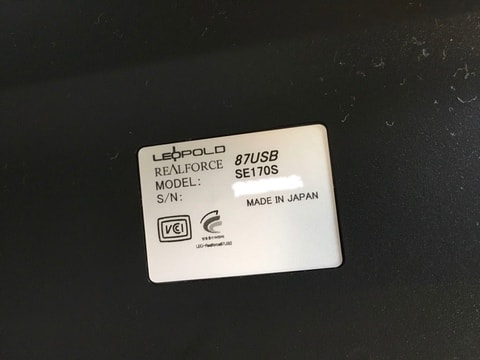 LEOPOLD
REALFORCE 87USB
MODEL: SE170S
S/N:
MADE IN JAPAN
VCI